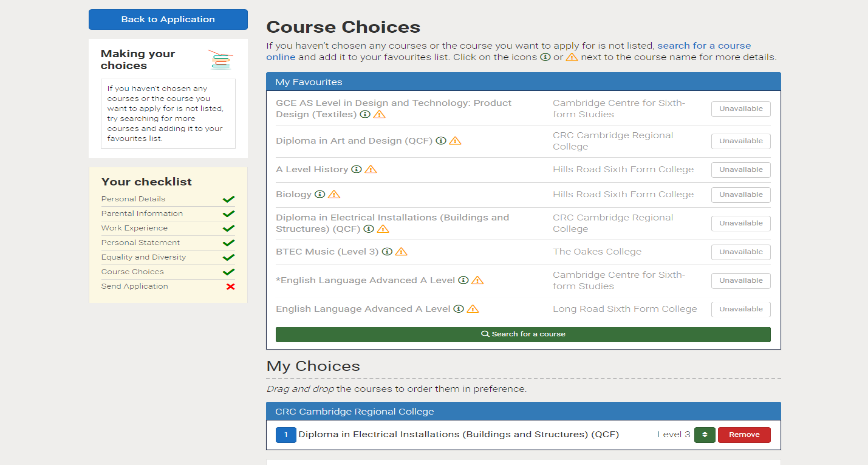 Back to Application
Making your
choices
If you haven't chosen any
courses or the course you
want to apply for is not listed,
try searching for more
courses and adding it to your
favourites list.
Your checklist
Personal Details
Parental Information
Work Experience
Personal Statement
Equality and Diversity
Course Choices
Send Application
Course Choices
If you haven't chosen any courses or the course you want to apply for is not listed, search for a course
online and add it to your favourites list. Click on the icons or next to the course name for more details.
My Favourites
GCE AS Level in Design and Technology: Product
Design (Textiles)
Cambridge Centre for Sixth-
form Studies
Unavailable
Diploma in Art and Design (QCF)
CRC Cambridge Regional
College
Unavailable
A Level History
Hills Road Sixth Form College
Unavailable
Biology
Hills Road Sixth Form College
Unavailable
Diploma in Electrical Installations (Buildings and
Structures) (QCF)
CRC Cambridge Regional
College
Unavailable
BTEC Music (Level 3)
The Oakes College
Unavailable
*English Language Advanced A Level
Cambridge Centre for Sixth-
form Studies
Unavailable
English Language Advanced A Level
Long Road Sixth Form College
Unavailable
Search for a course
My Choices
Drag and drop the courses to order them in preference.
CRC Cambridge Regional College
1 Diploma in Electrical Installations (Buildings and Structures) (QCF) Level 3 Remove